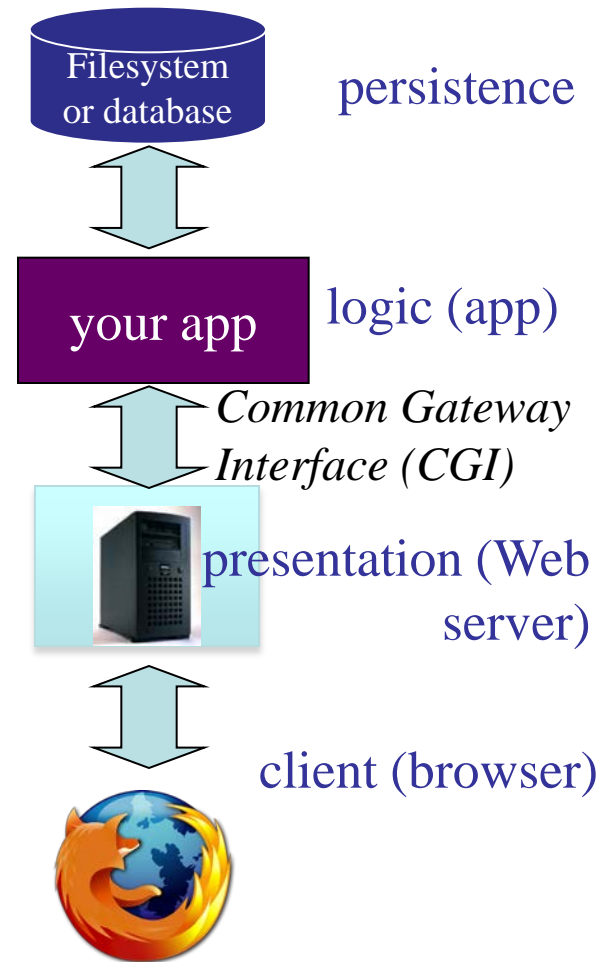 Filesystem
or database
persistence
your app
logic (app)
Common Gateway
Interface (CGI)
presentation (Web
server)
client (browser)